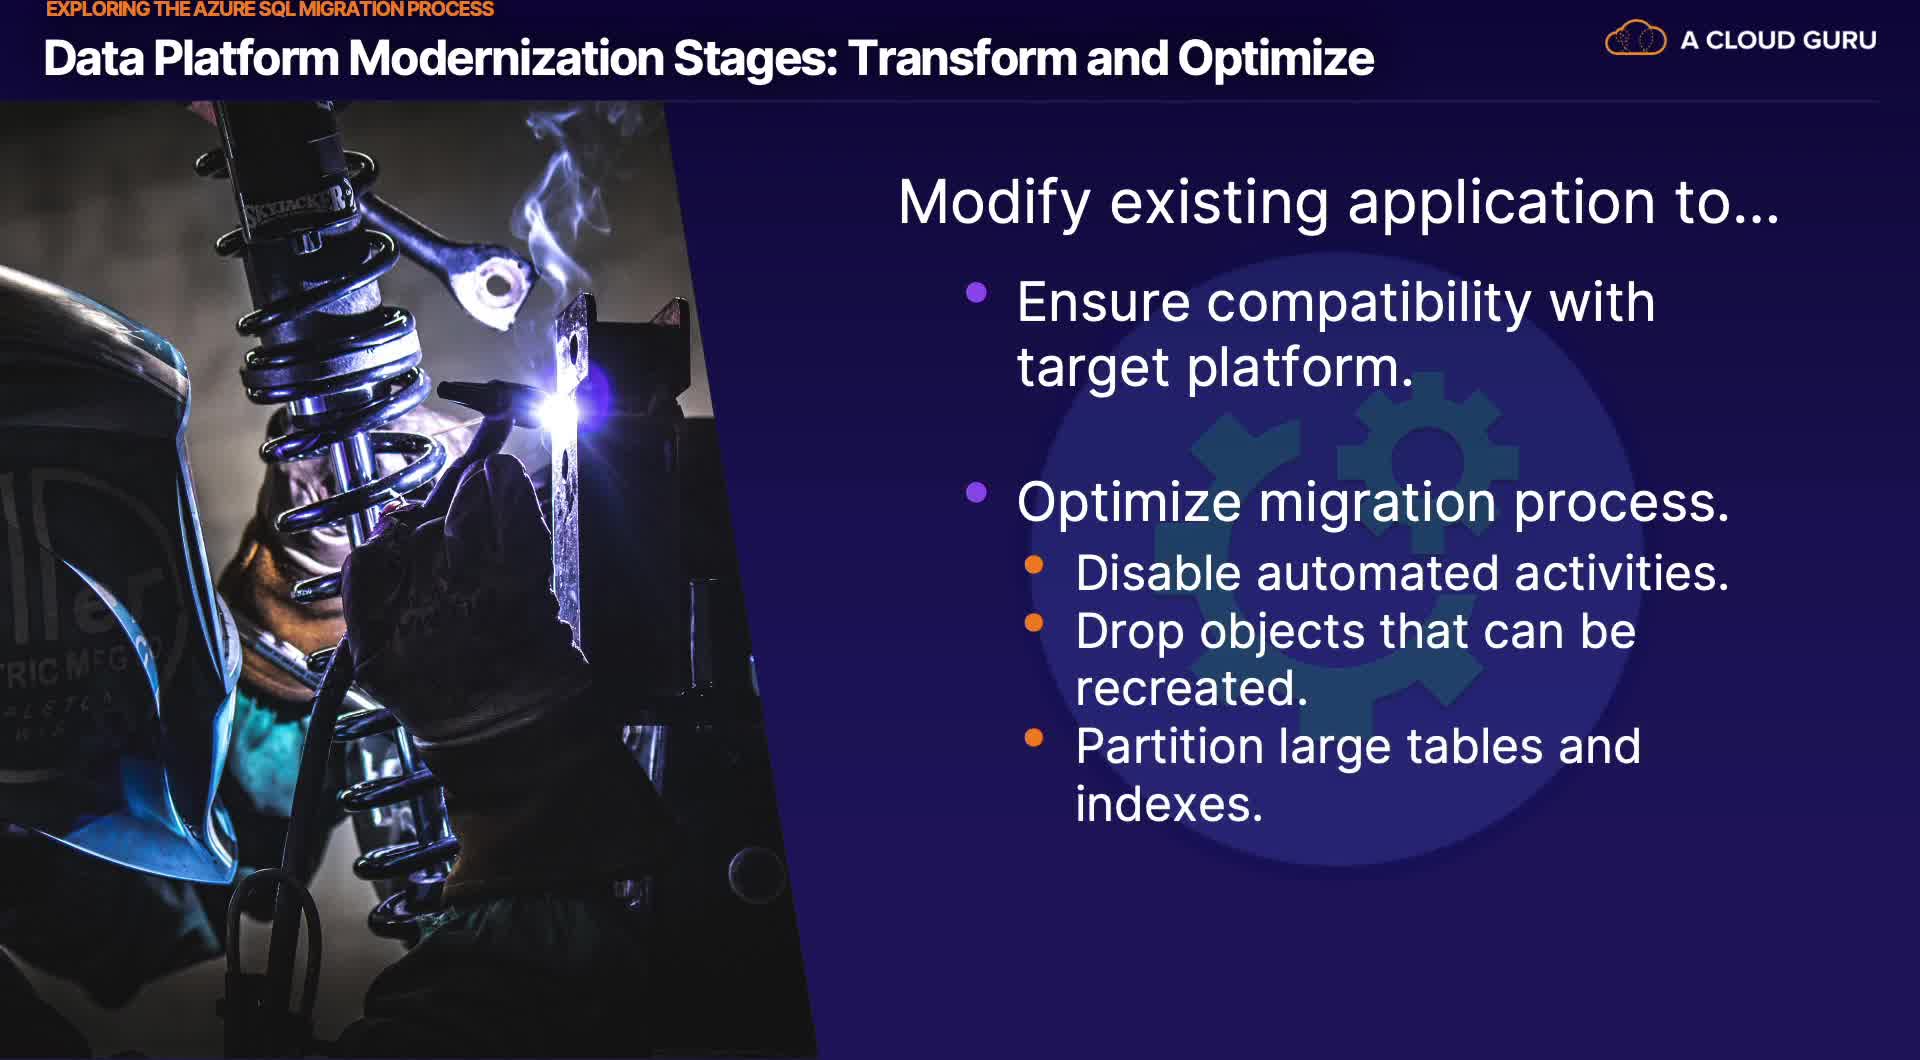 EXPLORING THE AZURE SQL MIGRATION PROCESS
Data Platform Modernization Stages: Transform and Optimize
A CLOUD GURU
Modify existing application to...
Ensure compatibility with
target platform.
Optimize migration process.
Disable automated activities.
Drop objects that can be
recreated.
Partition large tables and
indexes.
SKYJACKER